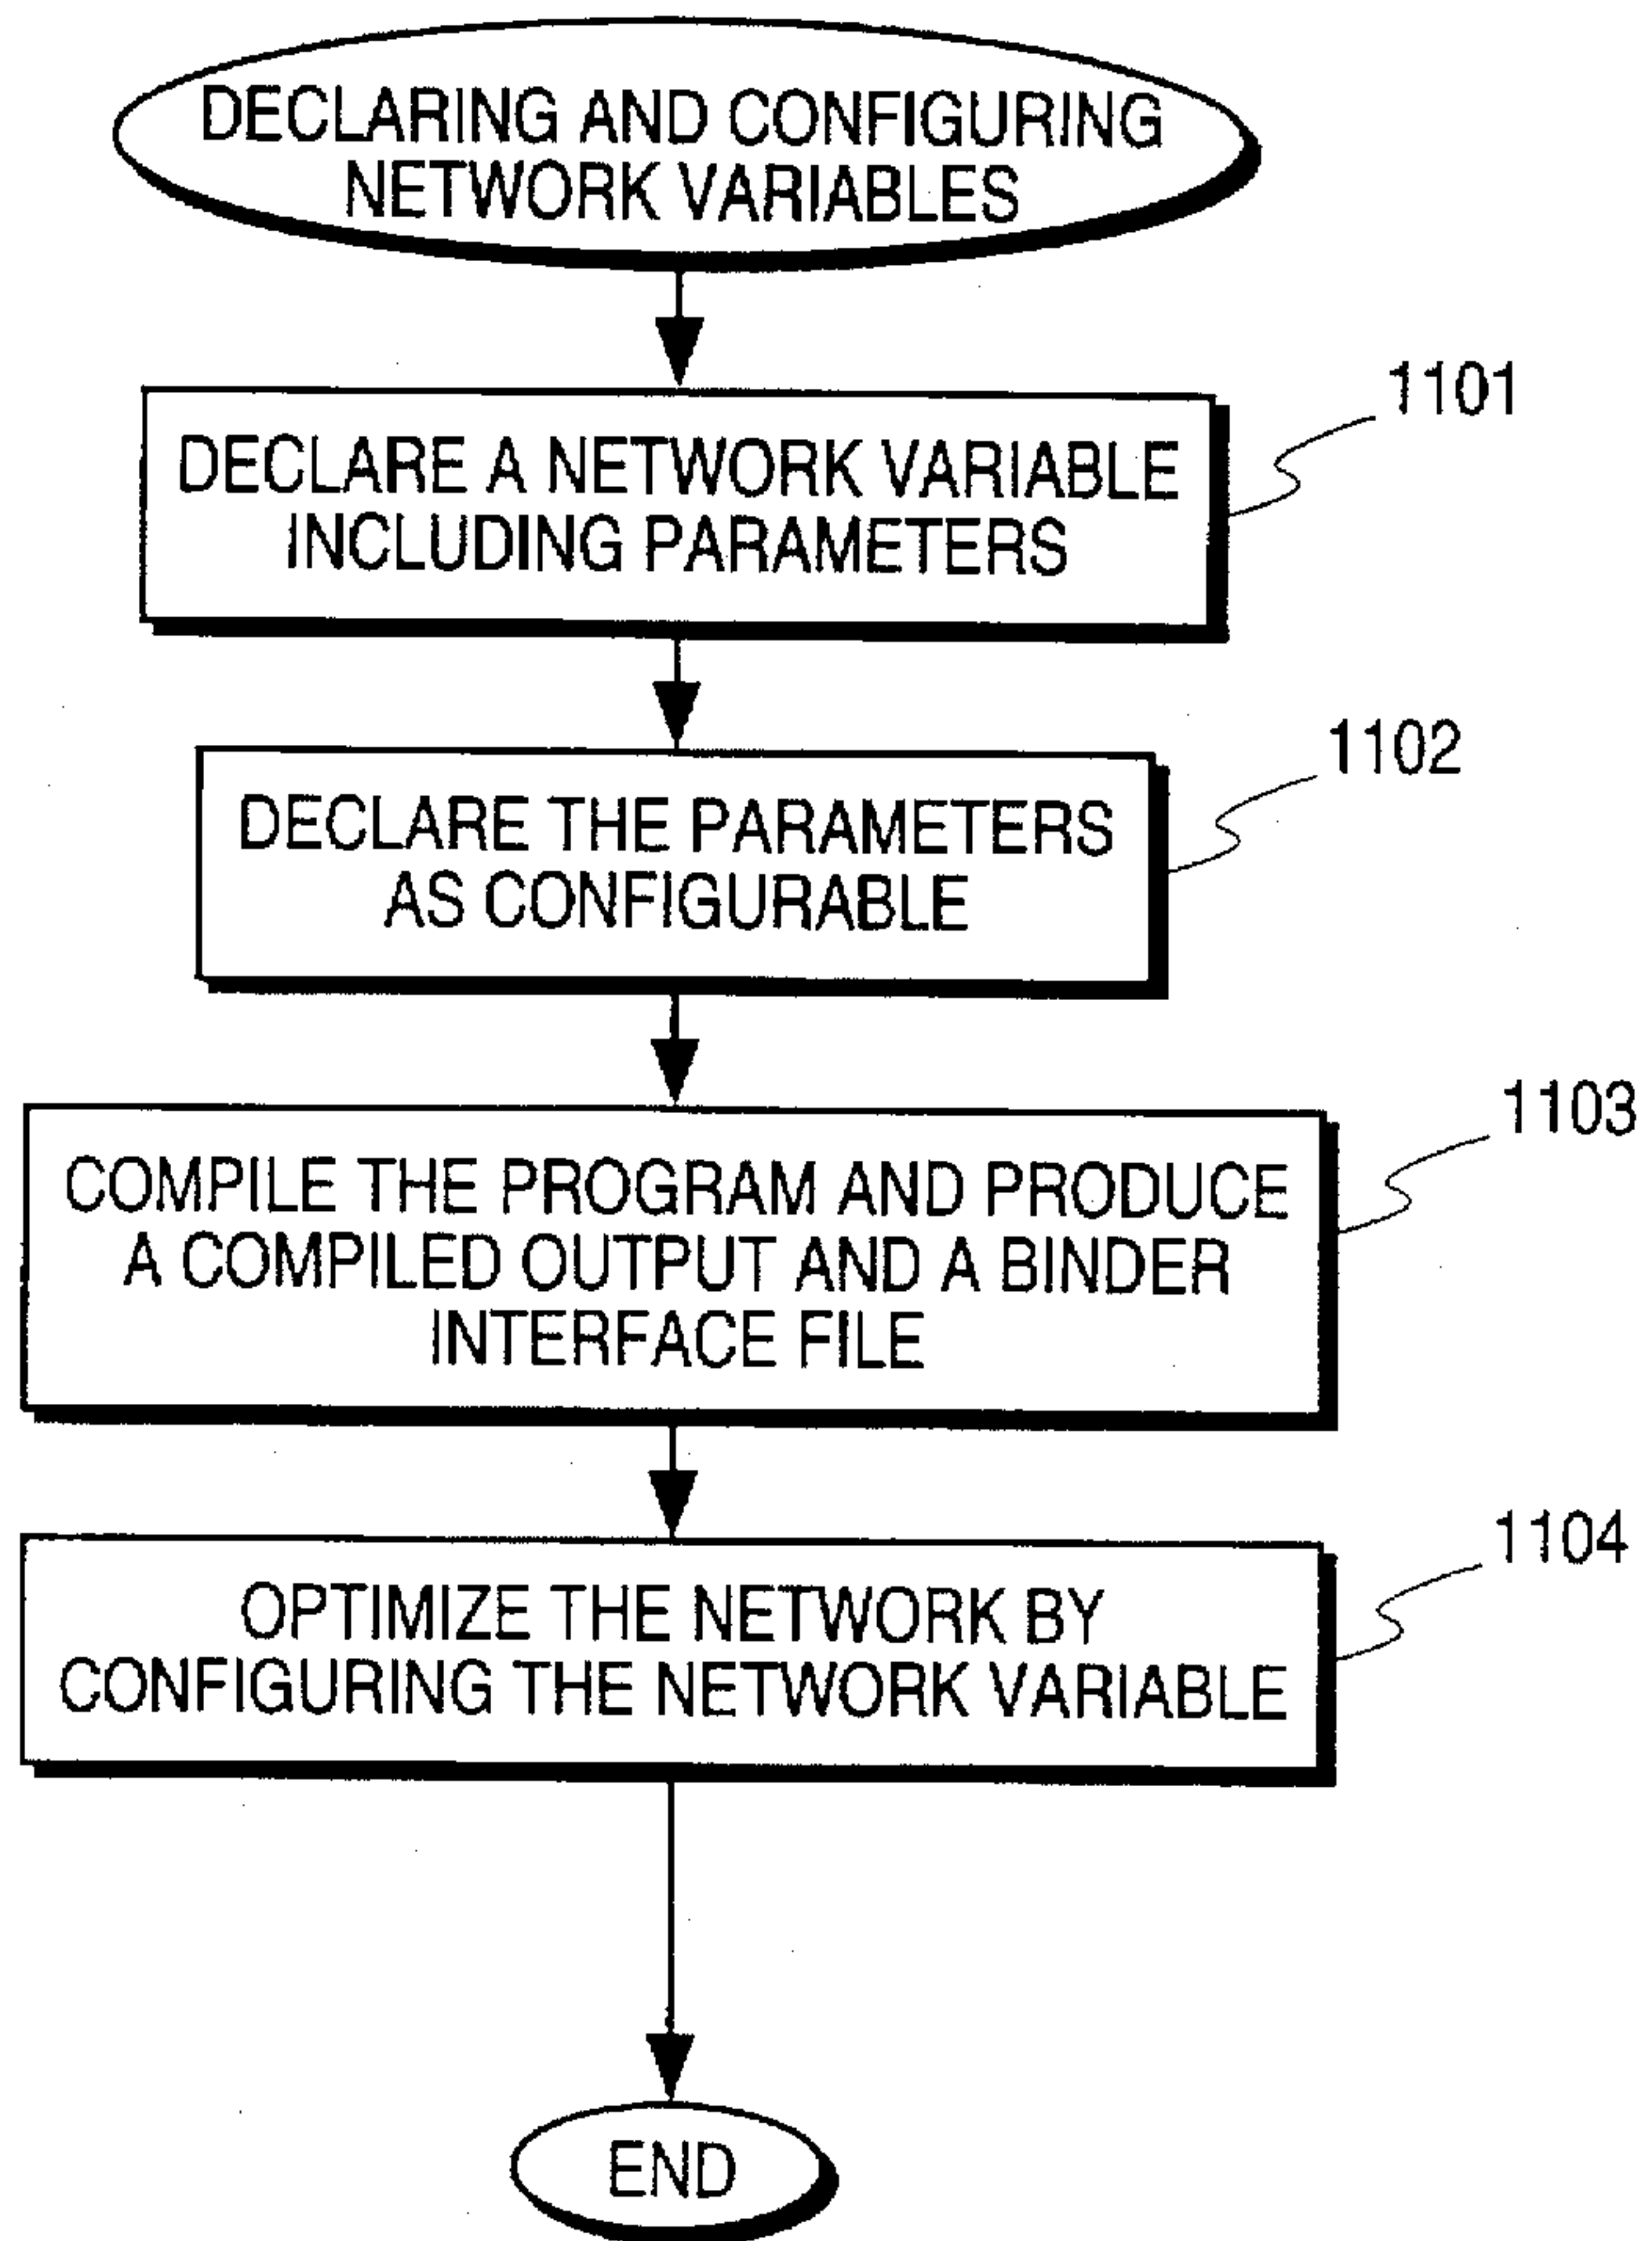 DECLARING AND CONFIGURING
NETWORK VARIABLES
1101
DECLARE A NETWORK VARIABLE
INCLUDING PARAMETERS
1102
DECLARE THE PARAMETERS
AS CONFIGURABLE
1103
COMPILE THE PROGRAM AND PRODUCE
A COMPILED OUTPUT AND A BINDER
INTERFACE FILE
1104
OPTIMIZE THE NETWORK BY
CONFIGURING THE NETWORK VARIABLE
END